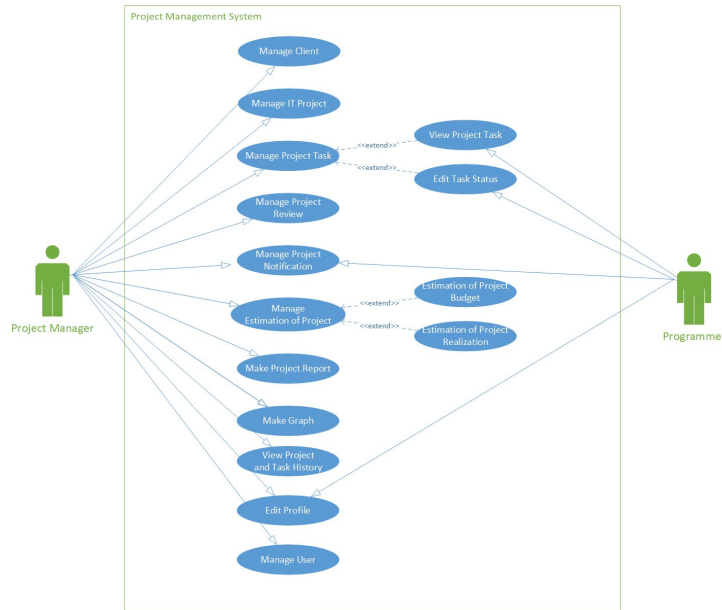 Project Management System
Manage Client
Manage IT Project
Manage Project Task
<<extend>>
View Project Task
<<extend>>
Edit Task Status
Manage Project
Review
Manage Project
Notification
Manage
Estimation of Project
<<extend>>
Estimation of Project
Budget
<<extend>>
Estimation of Project
Realization
Project Manager
Programme
Make Project Report
Make Graph
View Project
and Task History
Edit Profile
Manage User